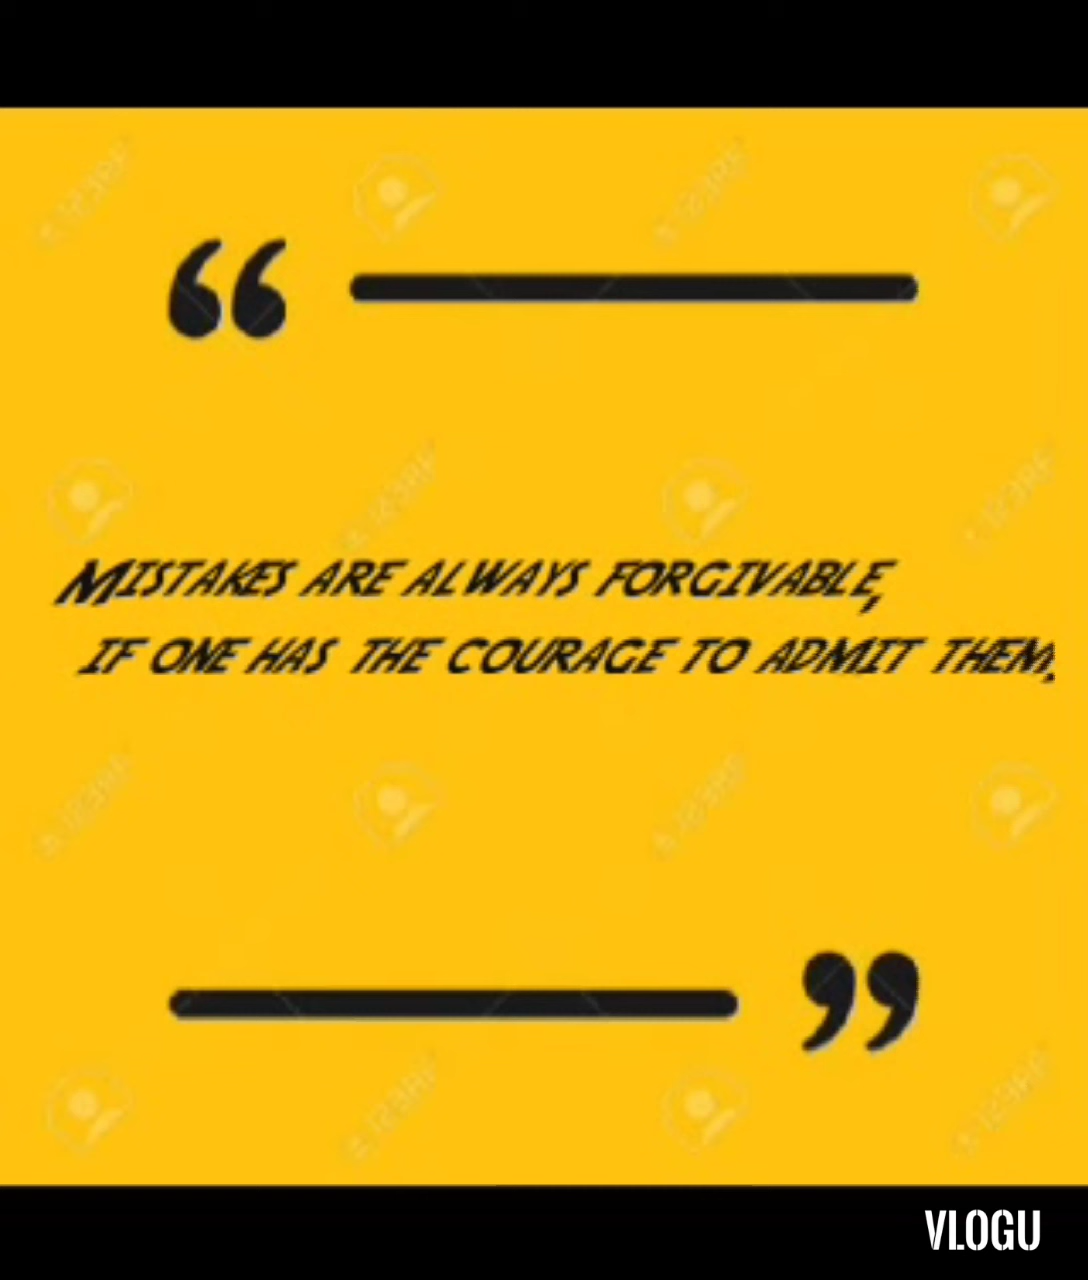 “
Mistakes are always forgivable,
if one has the courage to admit them.
”
VLOGU